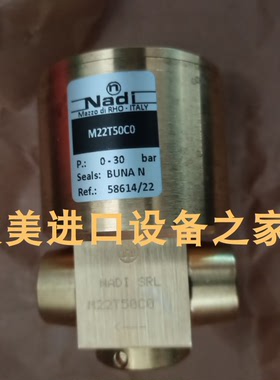 n
Nadi
Mazzo di RHO - ITALY
M22T50C0
P.: 0 - 30 bar
Seals: BUNA N
Ref.: 58614/22
美进口设备之家
NADI SRL
M22T50C0